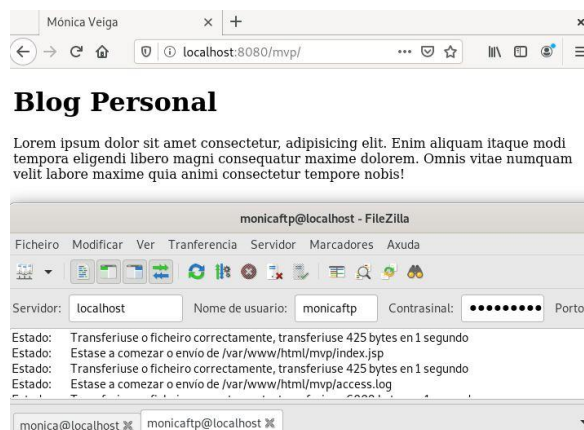 Mónica Veiga
localhost:8080/mvp/
Blog Personal
Lorem ipsum dolor sit amet consectetur, adipisicing elit. Enim aliquam itaque modi
tempora eligendi libero magni consequatur maxime dolorem. Omnis vitae numquam
velit labore maxime quia animi consectetur tempore nobis!
monicaftp@localhost - FileZilla
Ficheiro Modificar Ver Tranferencia Servidor Marcadores Axuda
Servidor: localhost Nome de usuario: monicaftp Contrasinal: ●●●●●●●●● Porto
Estado: Transferiuse o ficheiro correctamente, transferiuse 425 bytes en 1 segundo
Estado: Estase a comezar o envío de /var/www/html/mvp/index.jsp
Estado: Transferiuse o ficheiro correctamente, transferiuse 425 bytes en 1 segundo
Estado: Estase a comezar o envío de /var/www/html/mvp/access.log
monica@localhost monicaftp@localhost